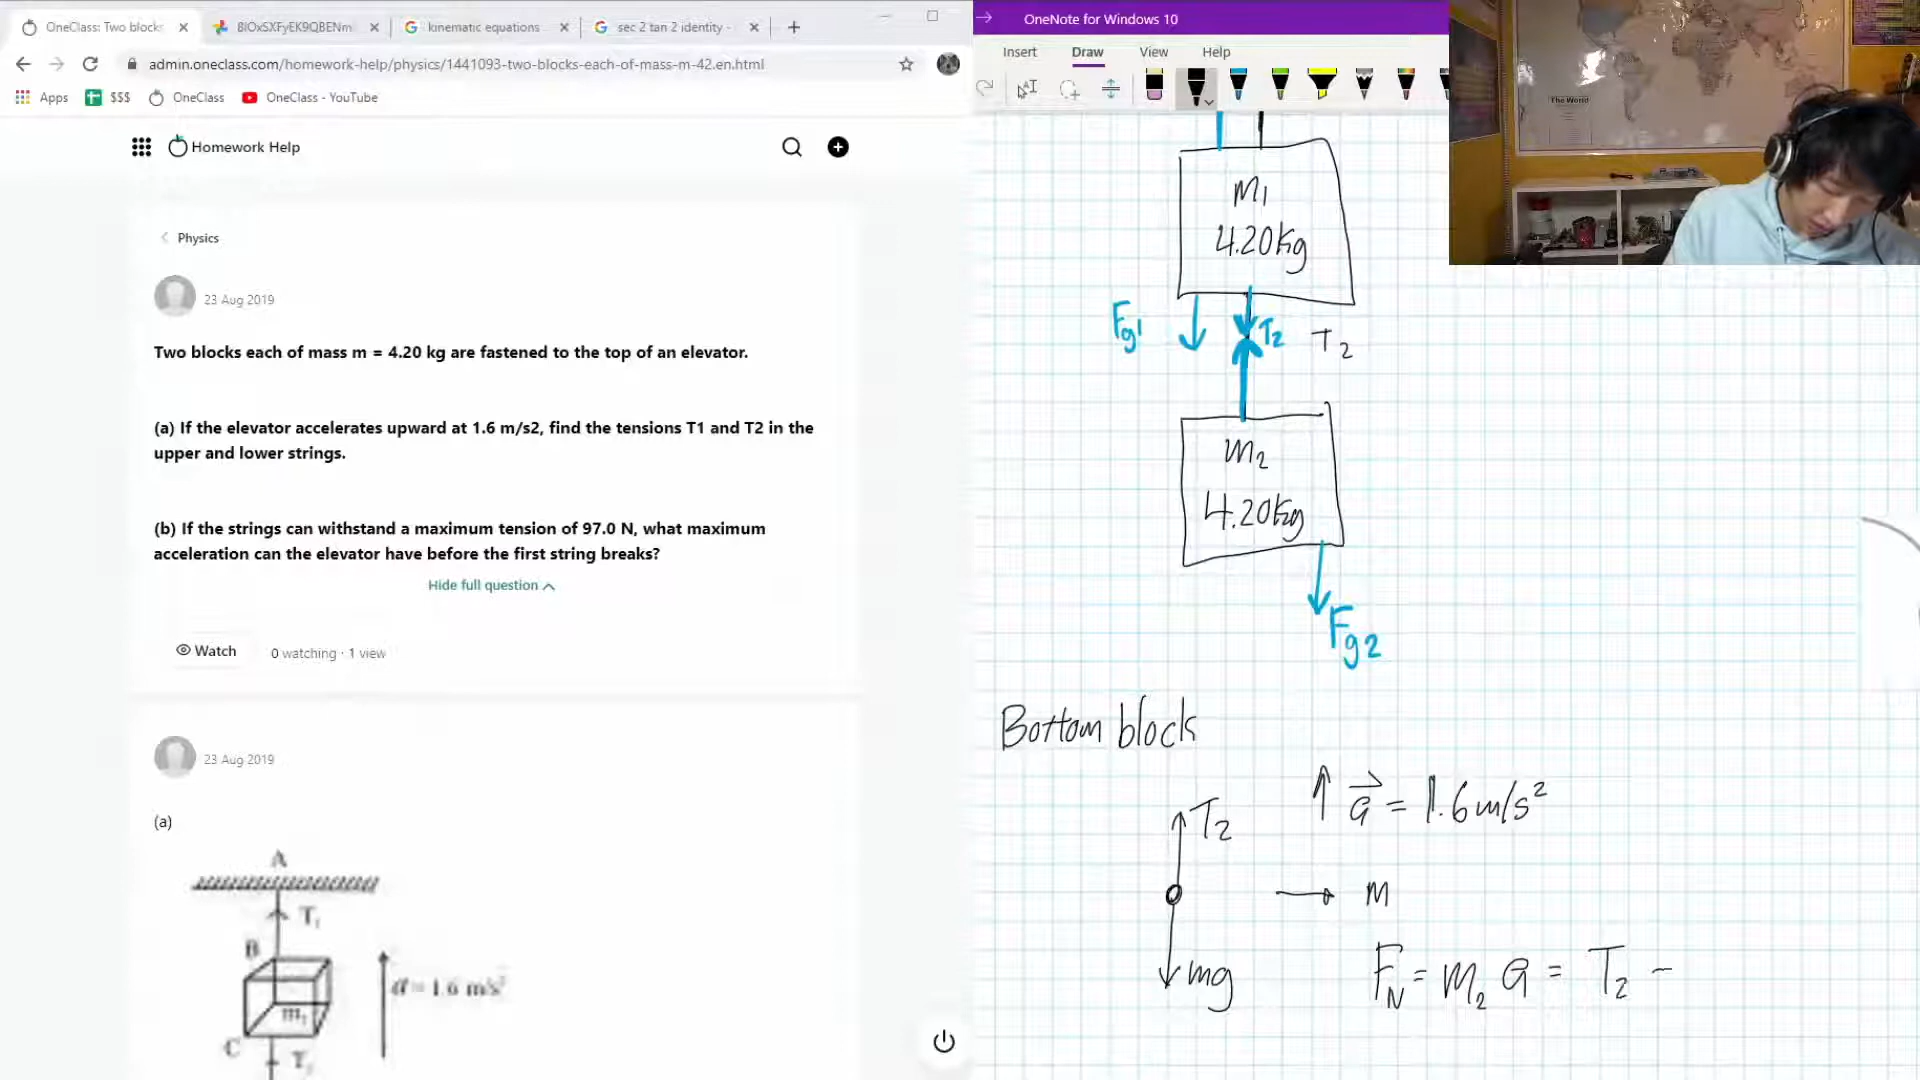 OneClass: Two blocks
8IOxSXFyEK9QBENm
kinematic equations
sec 2 tan 2 identity -
admin.oneclass.com/homework-help/physics/1441093-two-blocks-each-of-mass-m-42.en.html
Apps
$$$
OneClass
OneClass - YouTube
Homework Help
Physics
23 Aug 2019
Two blocks each of mass m = 4.20 kg are fastened to the top of an elevator.
(a) If the elevator accelerates upward at 1.6 m/s2, find the tensions T1 and T2 in the
upper and lower strings.
(b) If the strings can withstand a maximum tension of 97.0 N, what maximum
acceleration can the elevator have before the first string breaks?
Hide full question
Watch
0 watching · 1 view
23 Aug 2019
(a)
A
T1
B
a = 1.6 m/s²
m1
C
T2
OneNote for Windows 10
Insert
Draw
View
Help
The World
m1
4.20kg
Fg1
T2
T2
m2
4.20kg
Fg2
Bottom block
T2
a = 1.6m/s²
m
mg
FN = m2 a = T2 -